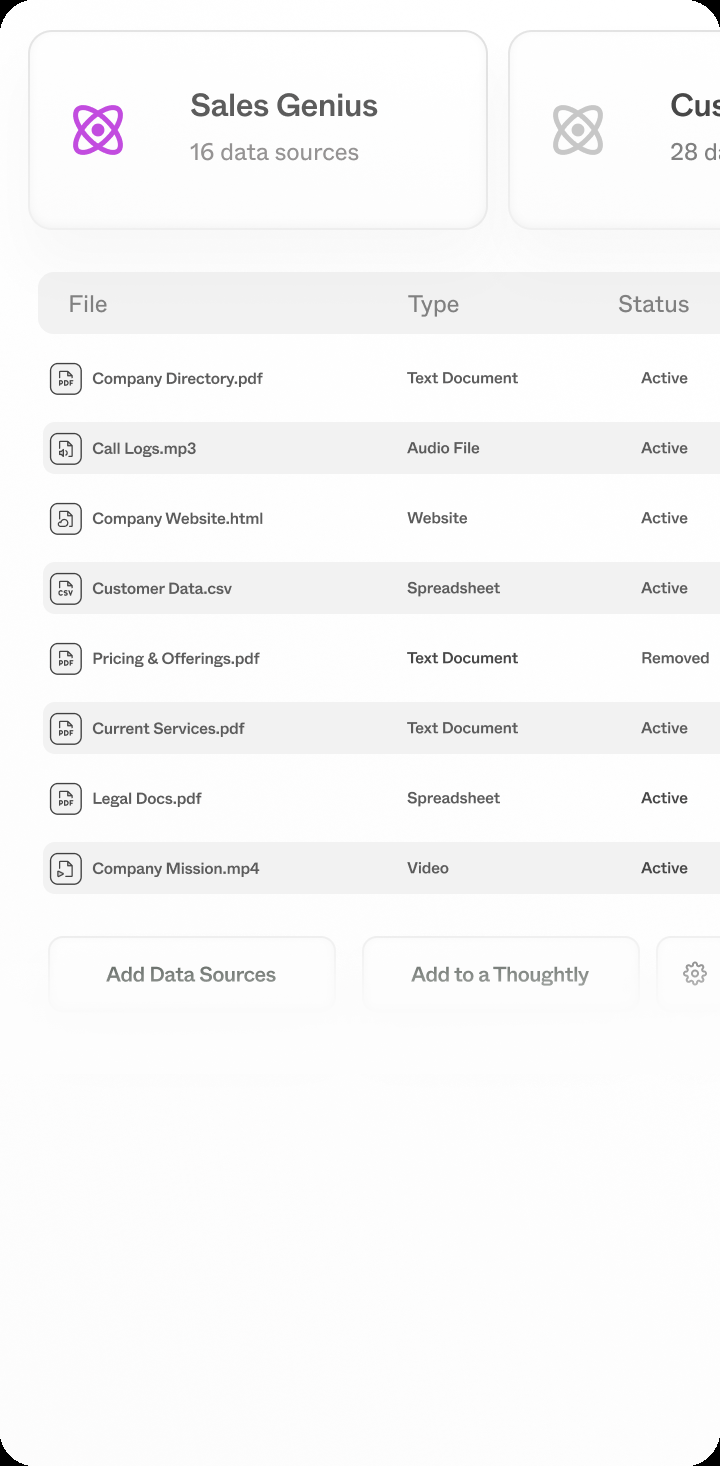 Sales Genius
16 data sources
28
File Type Status
PDF Company Directory.pdf Text Document Active
Call Logs.mp3 Audio File Active
Company Website.html Website Active
CSV Customer Data.csv Spreadsheet Active
PDF Pricing & Offerings.pdf Text Document Removed
PDF Current Services.pdf Text Document Active
PDF Legal Docs.pdf Spreadsheet Active
Company Mission.mp4 Video Active
Add Data Sources Add to a Thoughtly